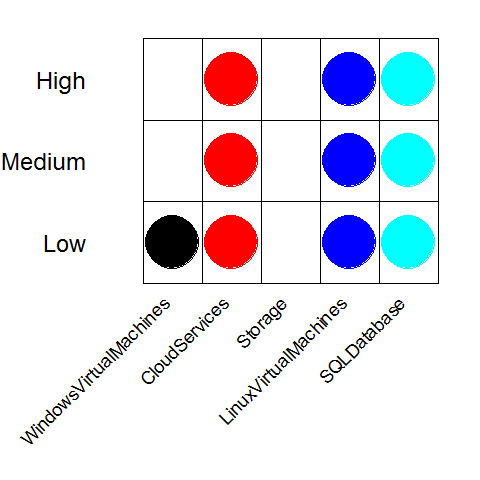 High
Medium
Low
WindowsVirtualMachines
CloudServices
Storage
LinuxVirtualMachines
SQLDatabase